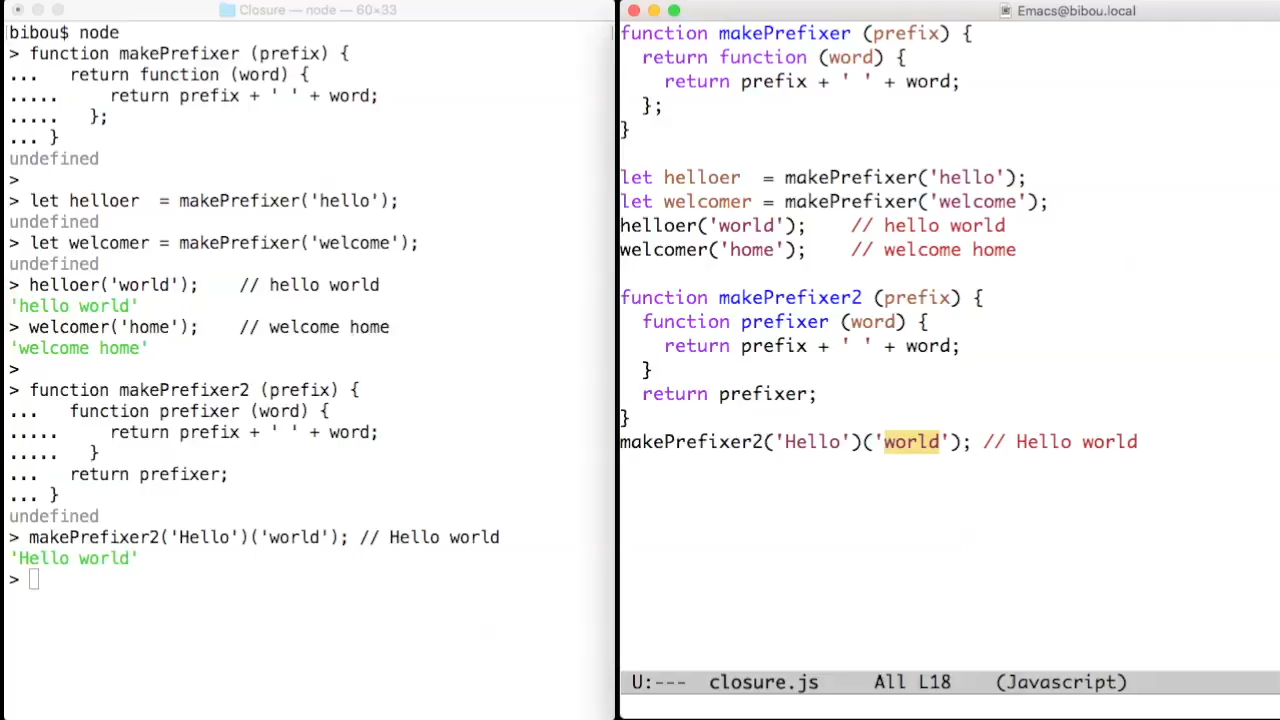 Closure — node — 60×33
bibou$ node
> function makePrefixer (prefix) {
...   return function (word) {
.....     return prefix + ' ' + word;
.....   };
... }
undefined
>
> let helloer  = makePrefixer('hello');
undefined
> let welcomer = makePrefixer('welcome');
undefined
> helloer('world');    // hello world
'hello world'
> welcomer('home');    // welcome home
'welcome home'
>
> function makePrefixer2 (prefix) {
...   function prefixer (word) {
.....     return prefix + ' ' + word;
.....   }
...   return prefixer;
... }
undefined
> makePrefixer2('Hello')('world'); // Hello world
'Hello world'
>
Emacs@bibou.local
function makePrefixer (prefix) {
  return function (word) {
    return prefix + ' ' + word;
  };
}
let helloer  = makePrefixer('hello');
let welcomer = makePrefixer('welcome');
helloer('world');    // hello world
welcomer('home');    // welcome home
function makePrefixer2 (prefix) {
  function prefixer (word) {
    return prefix + ' ' + word;
  }
  return prefixer;
}
makePrefixer2('Hello')('world'); // Hello world
U:---  closure.js     All L18    (Javascript)